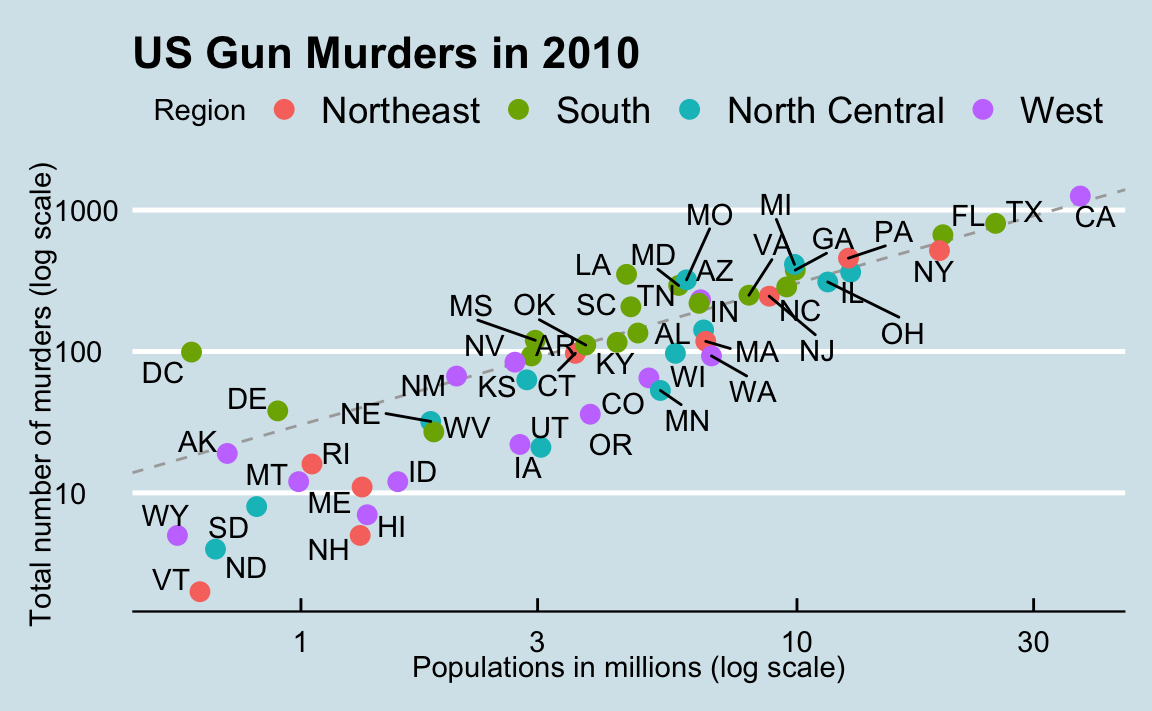 US Gun Murders in 2010
Region Northeast South North Central West
Total number of murders (log scale)
1000
100
10
MO
MI
FL
TX
CA
VA
GA
PA
NY
LA
MD
AZ
MS
OK
SC
TN
IN
NC
IL
OH
NV
AR
AL
MA
NJ
DC
NM
KS
CT
KY
WI
WA
DE
NE
WV
UT
CO
MN
AK
RI
OR
MT
ID
IA
WY
ME
HI
SD
NH
ND
VT
1
3
10
30
Populations in millions (log scale)